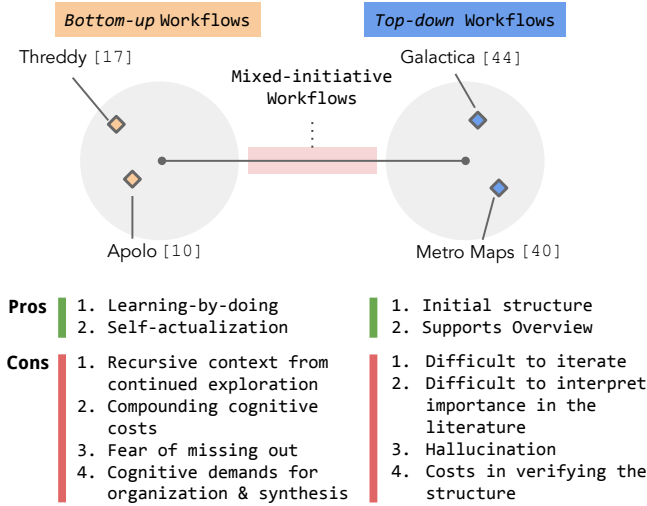 Bottom-up Workflows
Top-down Workflows
Threddy [17]
Galactica [44]
Mixed-initiative
Workflows
Apolo [10]
Metro Maps [40]
Pros
1. Learning-by-doing
2. Self-actualization
1. Initial structure
2. Supports Overview
Cons
1. Recursive context from
continued exploration
2. Compounding cognitive
costs
3. Fear of missing out
4. Cognitive demands for
organization & synthesis
1. Difficult to iterate
2. Difficult to interpret
importance in the
literature
3. Hallucination
4. Costs in verifying the
structure